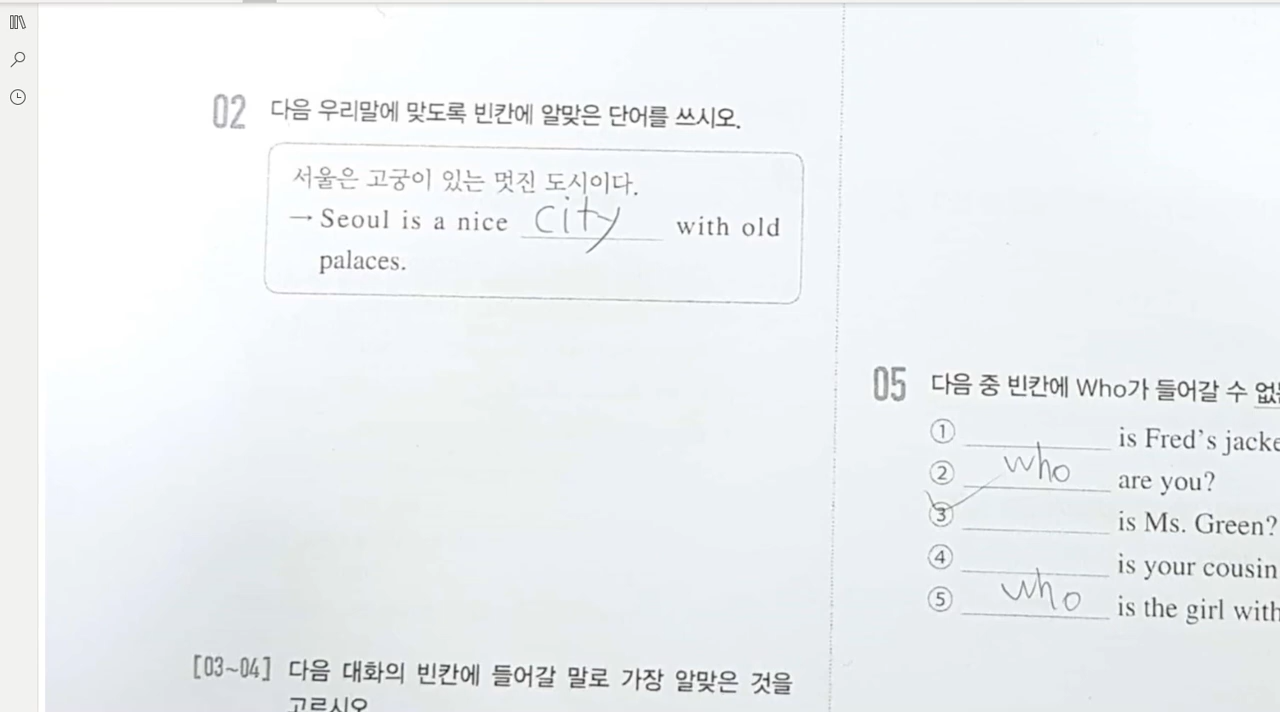 02 다음 우리말에 맞도록 빈칸에 알맞은 단어를 쓰시오.
서울은 고궁이 있는 멋진 도시이다.
→ Seoul is a nice city with old
palaces.
[03~04] 다음 대화의 빈칸에 들어갈 말로 가장 알맞은 것을
고르시오
05 다음 중 빈칸에 Who가 들어갈 수
① is Fred's
② who are you?
③ is Ms. Green?
④ is your cousin
⑤ who is the girl with